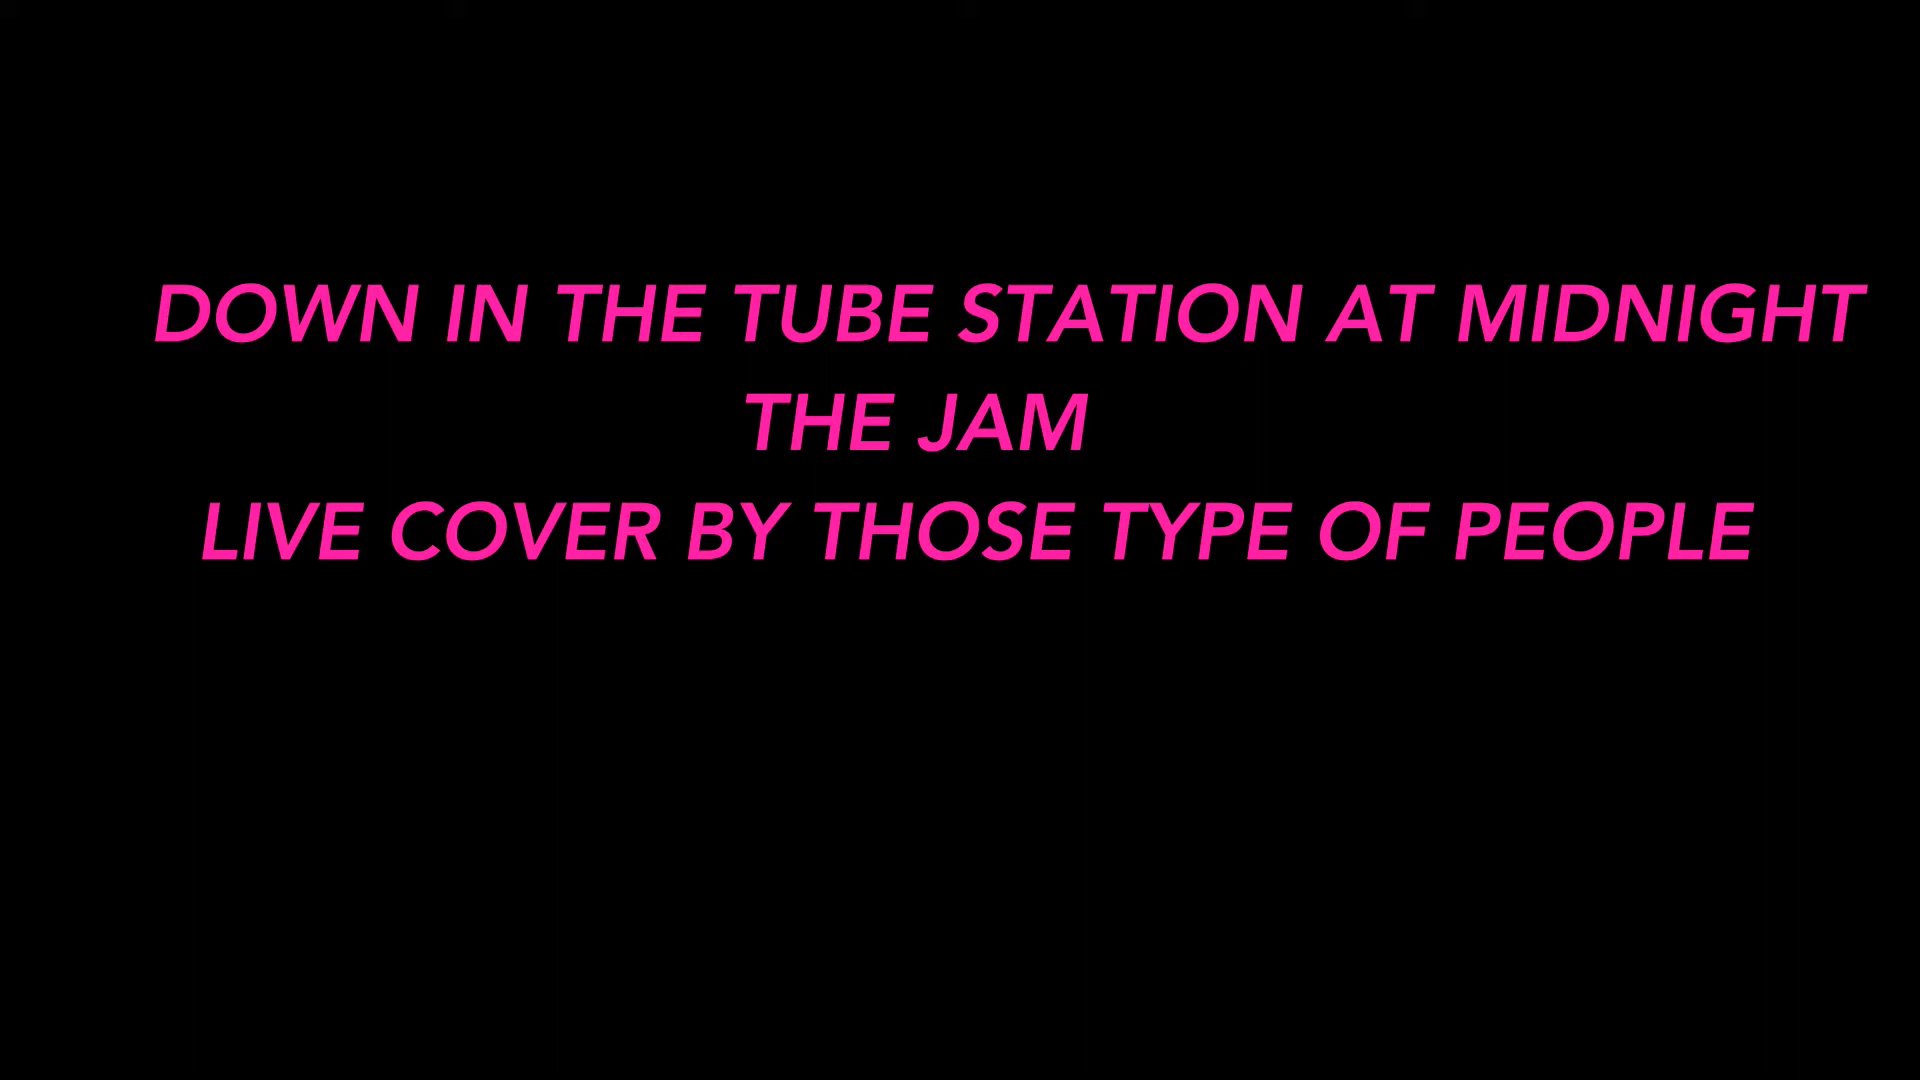 DOWN IN THE TUBE STATION AT MIDNIGHT
THE JAM
LIVE COVER BY THOSE TYPE OF PEOPLE